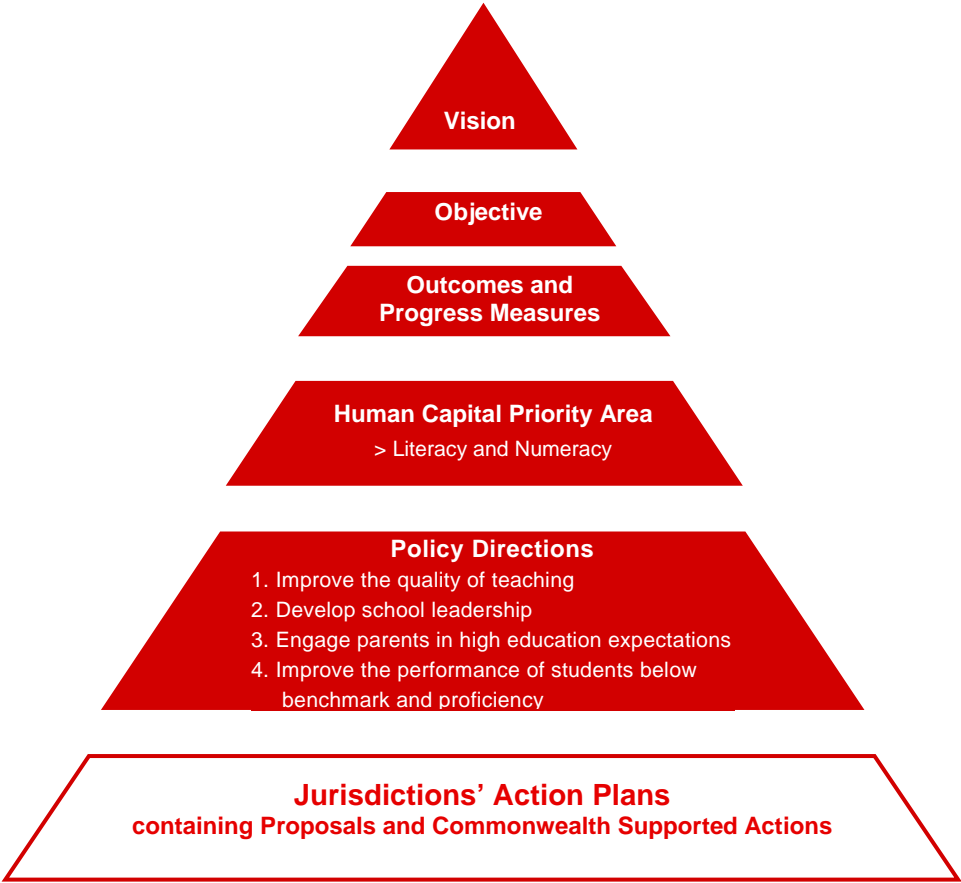 Vision
Objective
Outcomes and
Progress Measures
Human Capital Priority Area
> Literacy and Numeracy
Policy Directions
1. Improve the quality of teaching
2. Develop school leadership
3. Engage parents in high education expectations
4. Improve the performance of students below
benchmark and proficiency
Jurisdictions’ Action Plans
containing Proposals and Commonwealth Supported Actions